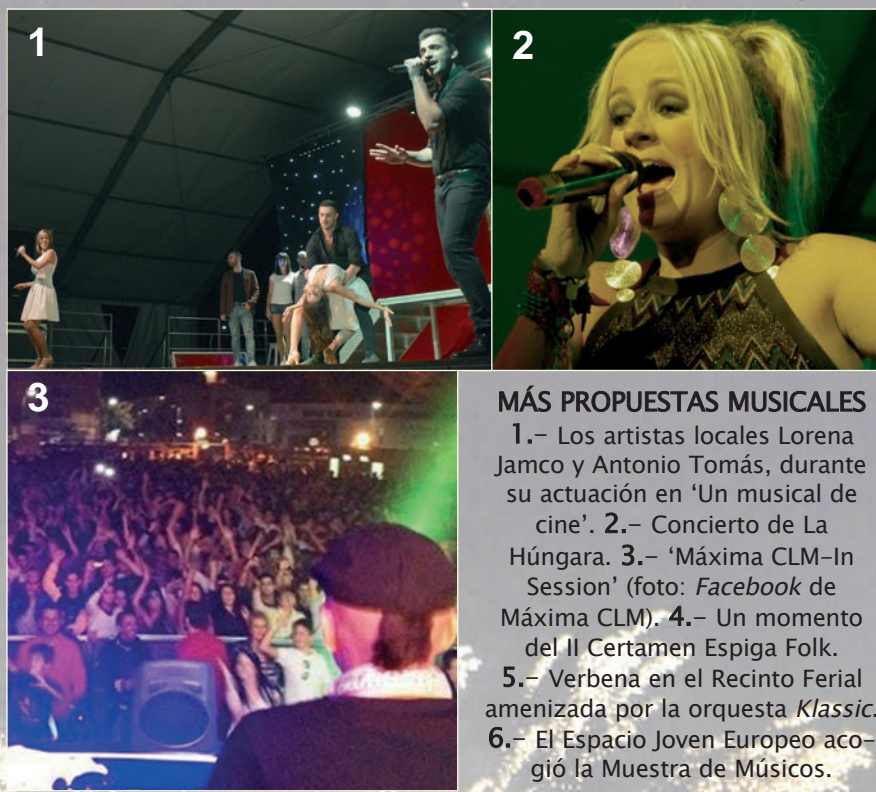 1
2
3
MÁS PROPUESTAS MUSICALES
1.– Los artistas locales Lorena
Jamco y Antonio Tomás, durante
su actuación en ‘Un musical de
cine’. 2.– Concierto de La
Húngara. 3.– ‘Máxima CLM–In
Session’ (foto: Facebook de
Máxima CLM). 4.– Un momento
del II Certamen Espiga Folk.
5.– Verbena en el Recinto Ferial
amenizada por la orquesta Klassic.
6.– El Espacio Joven Europeo aco–
gió la Muestra de Músicos.